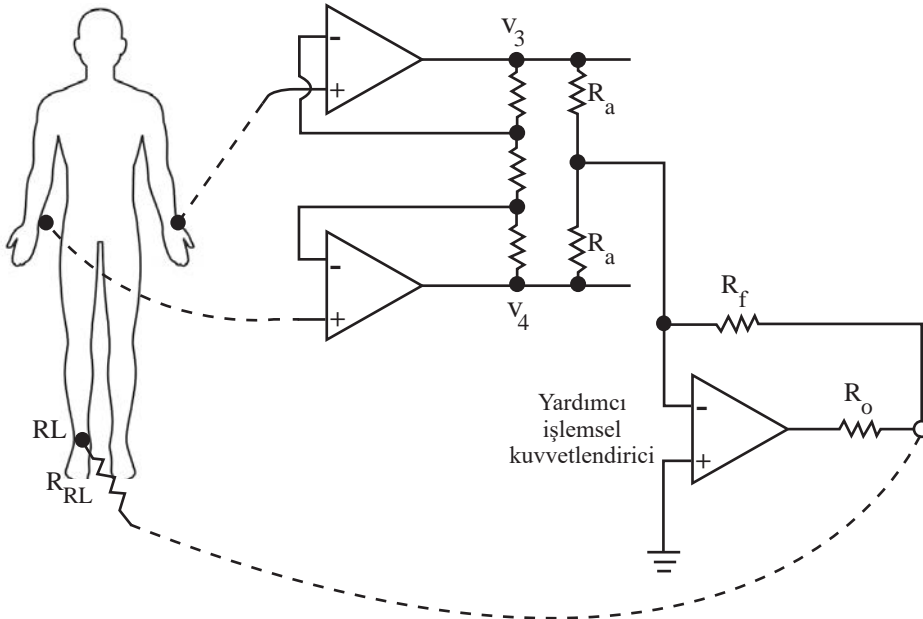 v3
-
+
Ra
-
+
Ra
v4
Rf
Yardımcı
işlemsel
kuvvetlendirici
-
+
Ro
RL
RRL